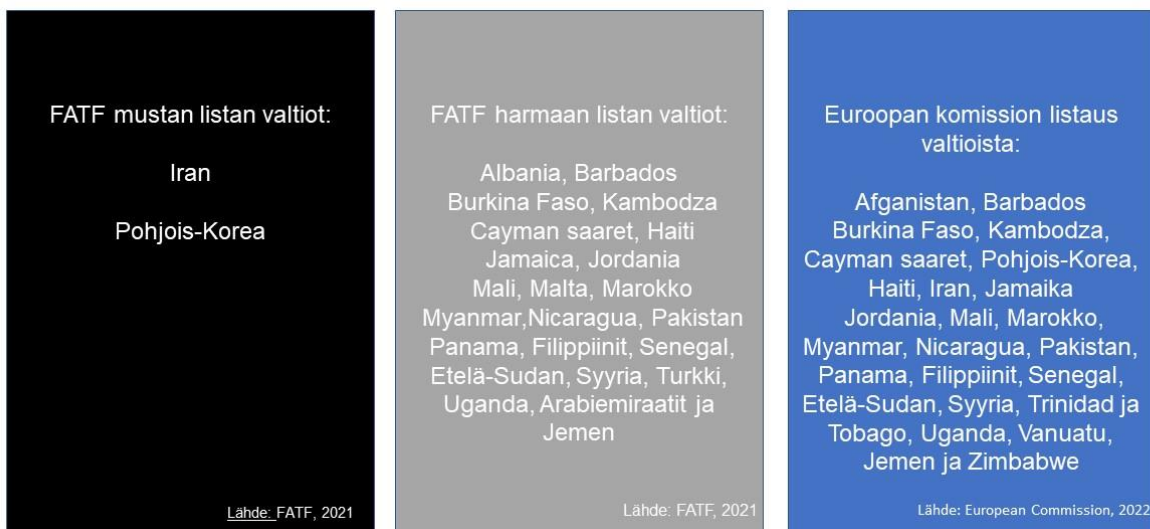 FATF mustan listan valtiot:
Iran
Pohjois-Korea
Lähde: FATF, 2021
FATF harmaan listan valtiot:
Albania, Barbados
Burkina Faso, Kambodza
Cayman saaret, Haiti
Jamaica, Jordania
Mali, Malta, Marokko
Myanmar,Nicaragua, Pakistan
Panama, Filippiinit, Senegal,
Etelä-Sudan, Syyria, Turkki,
Uganda, Arabiemiraatit ja
Jemen
Lähde: FATF, 2021
Euroopan komission listaus
valtioista:
Afganistan, Barbados
Burkina Faso, Kambodza,
Cayman saaret, Pohjois-Korea,
Haiti, Iran, Jamaika
Jordania, Mali, Marokko,
Myanmar, Nicaragua, Pakistan,
Panama, Filippiinit, Senegal,
Etelä-Sudan, Syyria, Trinidad ja
Tobago, Uganda, Vanuatu,
Jemen ja Zimbabwe
Lähde: European Commission, 2022